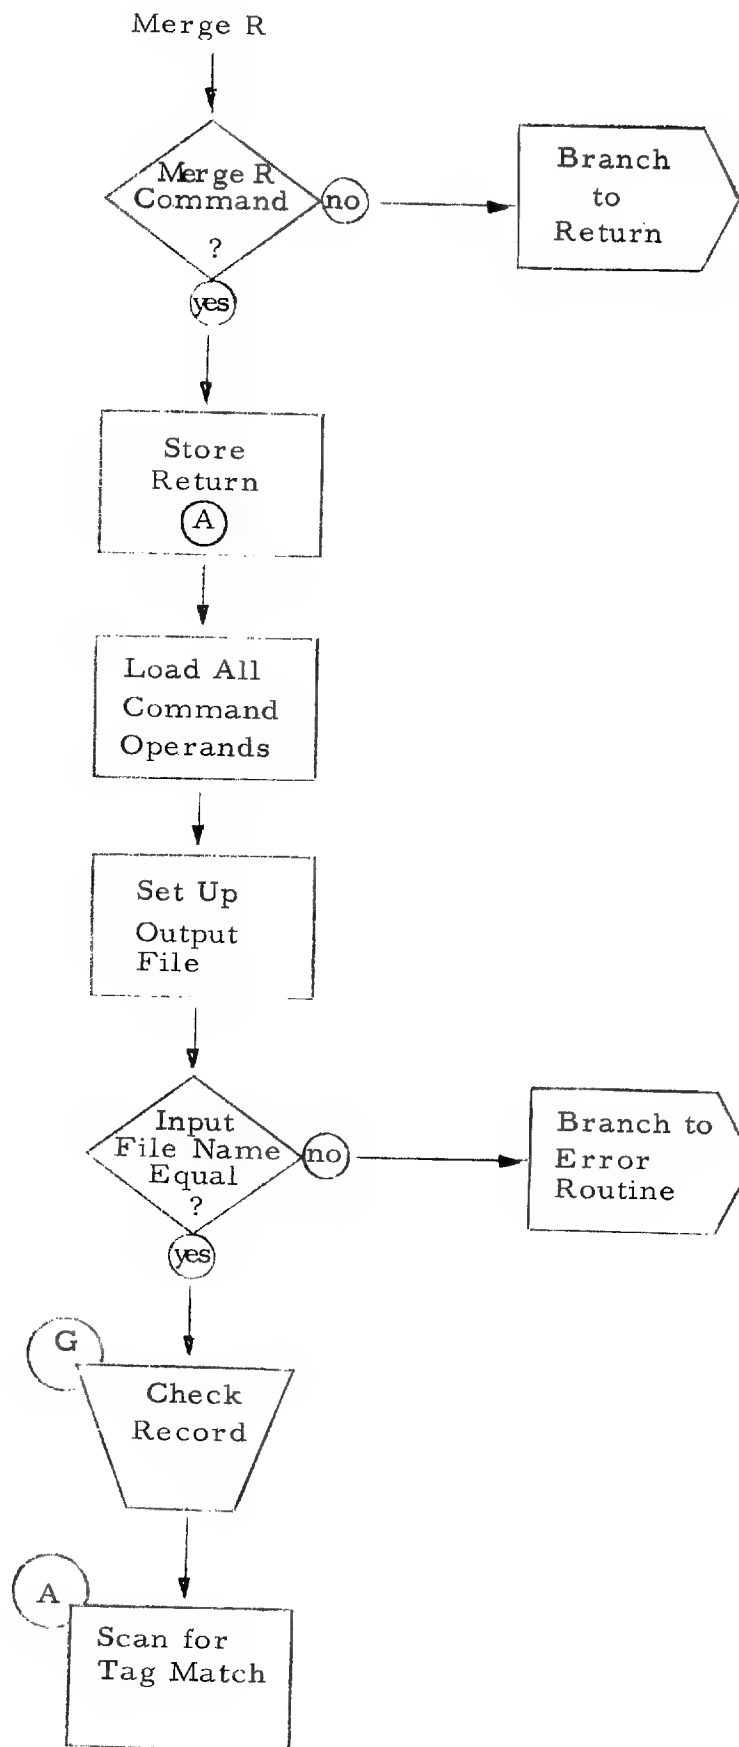 Merge R
Merge R
Command
?
no
Branch
to
Return
yes
Store
Return
A
Load All
Command
Operands
Set Up
Output
File
Input
File Name
Equal
?
no
Branch to
Error
Routine
yes
G
Check
Record
A
Scan for
Tag Match